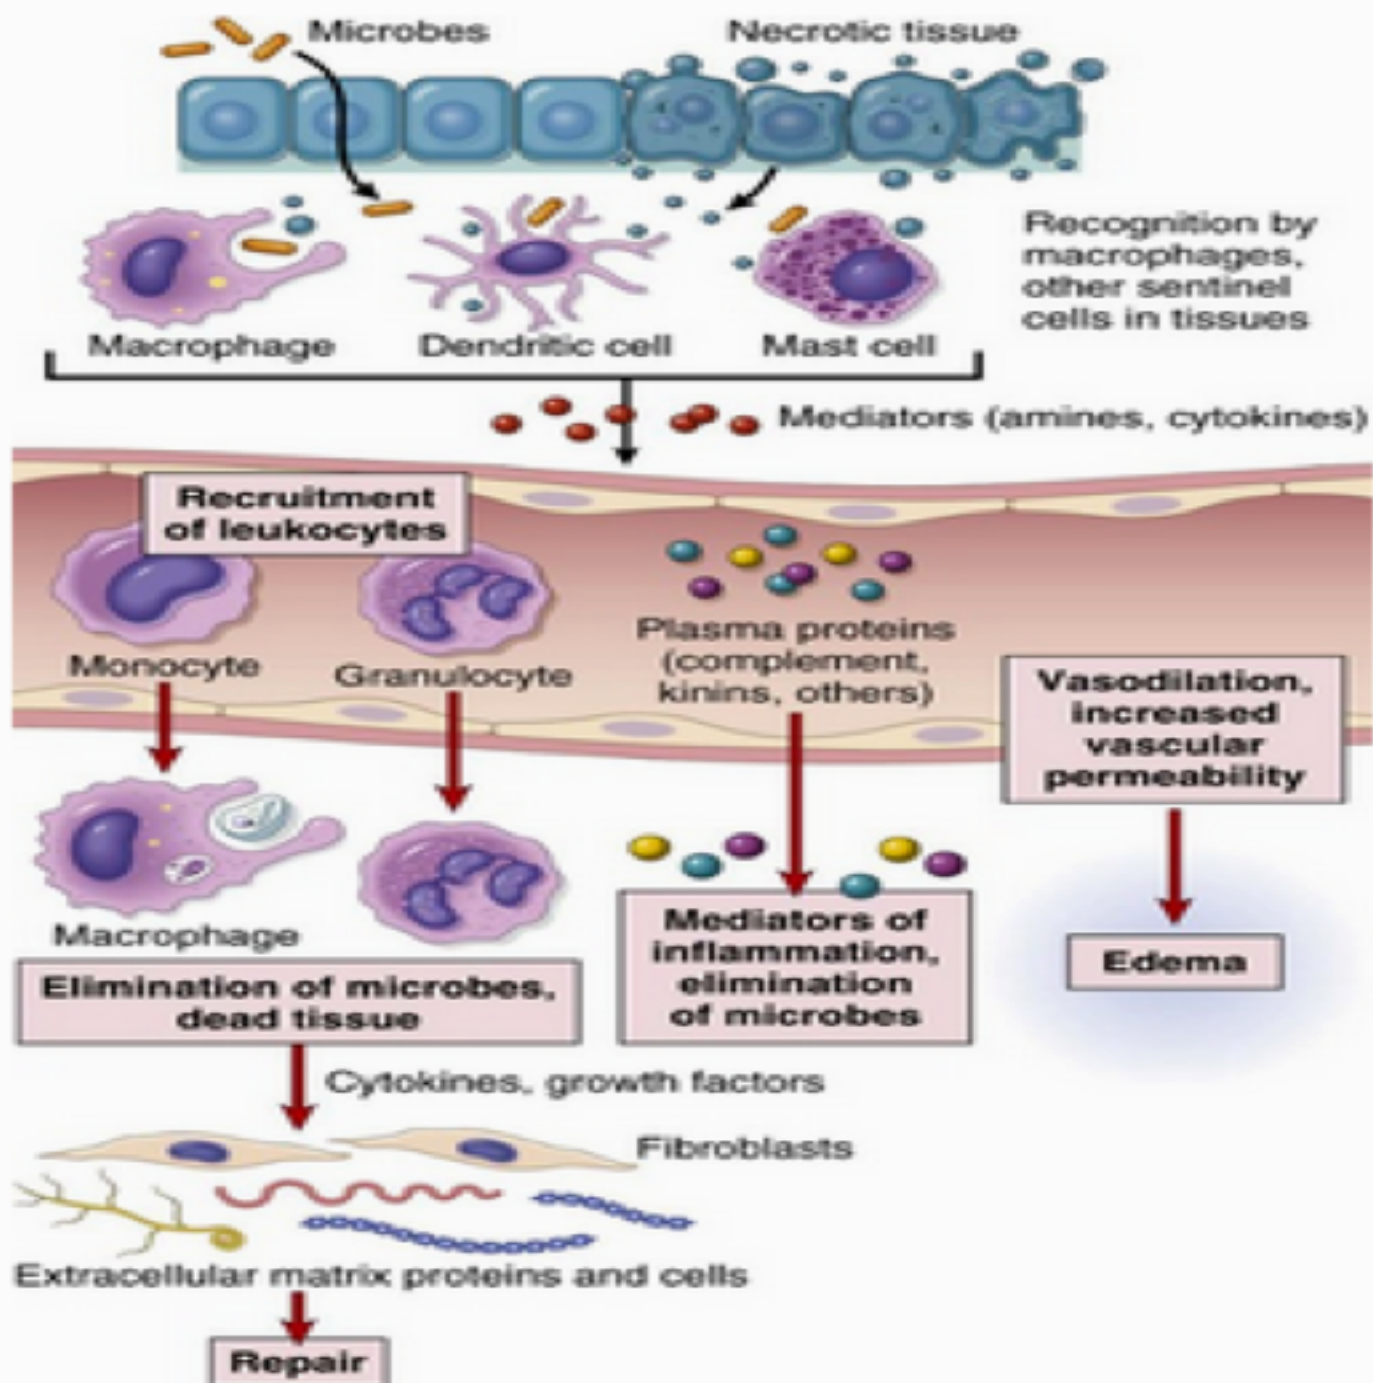 Microbes
Necrotic tissue
Recognition by
macrophages,
other sentinel
cells in tissues
Macrophage
Dendritic cell
Mast cell
Mediators (amines, cytokines)
Recruitment
of leukocytes
Monocyte
Granulocyte
Plasma proteins
(complement,
kinins, others)
Vasodilation,
increased
vascular
permeability
Macrophage
Elimination of microbes,
dead tissue
Mediators of
inflammation,
elimination
of microbes
Edema
Cytokines, growth factors
Fibroblasts
Extracellular matrix proteins and cells
Repair